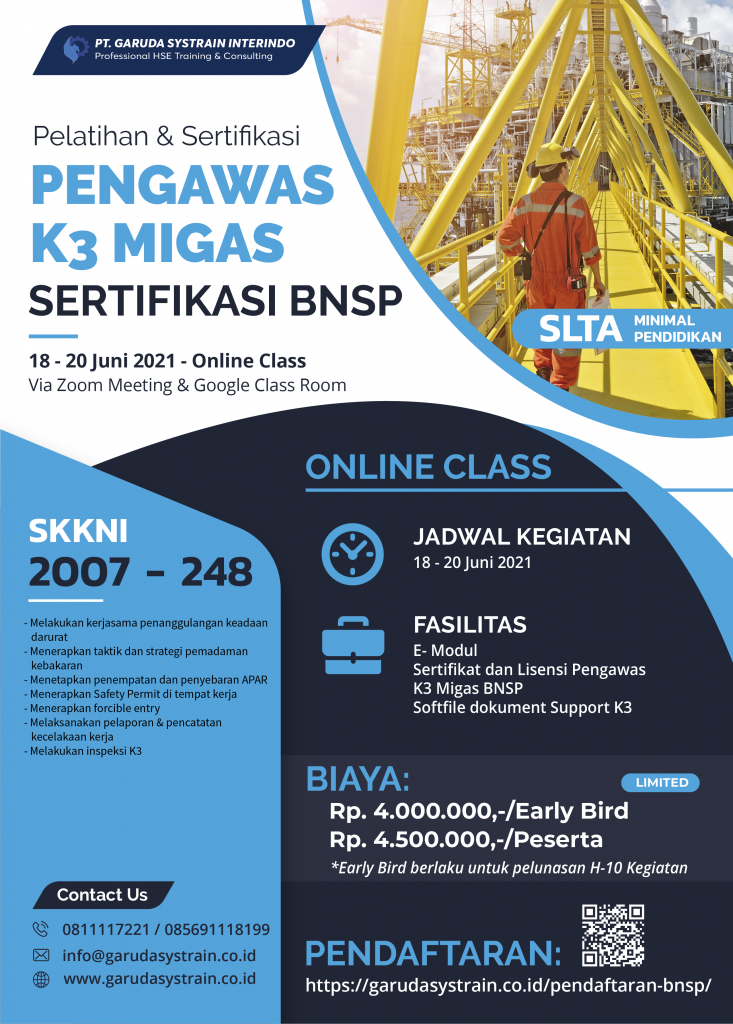 PT. GARUDA SYSTRAIN INTERINDO
Professional HSE Training & Consulting
Pelatihan & Sertifikasi
PENGAWAS
K3 MIGAS
SERTIFIKASI BNSP
18 - 20 Juni 2021 - Online Class
Via Zoom Meeting & Google Class Room
SLTA MINIMAL
PENDIDIKAN
SKKNI
2007 - 248
- Melakukan kerjasama penanggulangan keadaan
darurat
- Menerapkan taktik dan strategi pemadaman
kebakaran
- Menetapkan penempatan dan penyebaran APAR
- Menerapkan Safety Permit di tempat kerja
- Menerapkan forcible entry
- Melaksanakan pelaporan & pencatatan
kecelakaan kerja
- Melakukan inspeksi K3
ONLINE CLASS
JADWAL KEGIATAN
18 - 20 Juni 2021
FASILITAS
E- Modul
Sertifikat dan Lisensi Pengawas
K3 Migas BNSP
Softfile dokument Support K3
BIAYA:
LIMITED
Rp. 4.000.000,-/Early Bird
Rp. 4.500.000,-/Peserta
*Early Bird berlaku untuk pelunasan H-10 Kegiatan
Contact Us
0811117221 / 085691118199
info@garudasystrain.co.id
www.garudasystrain.co.id
PENDAFTARAN:
https://garudasystrain.co.id/pendaftaran-bnsp/